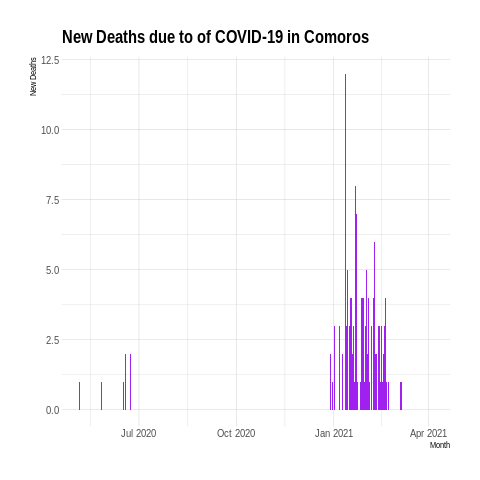 New Deaths due to of COVID-19 in Comoros
New Deaths
12.5
10.0
7.5
5.0
2.5
0.0
Jul 2020
Oct 2020
Jan 2021
Apr 2021
Month